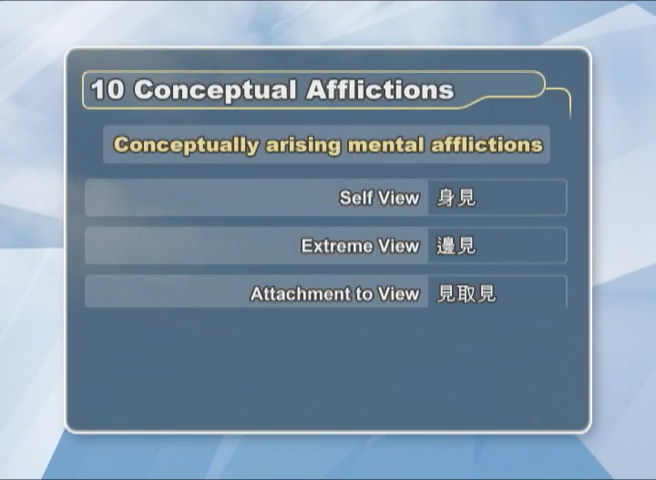 10 Conceptual Afflictions
Conceptually arising mental afflictions
Self View 身見
Extreme View 邊見
Attachment to View 見取見